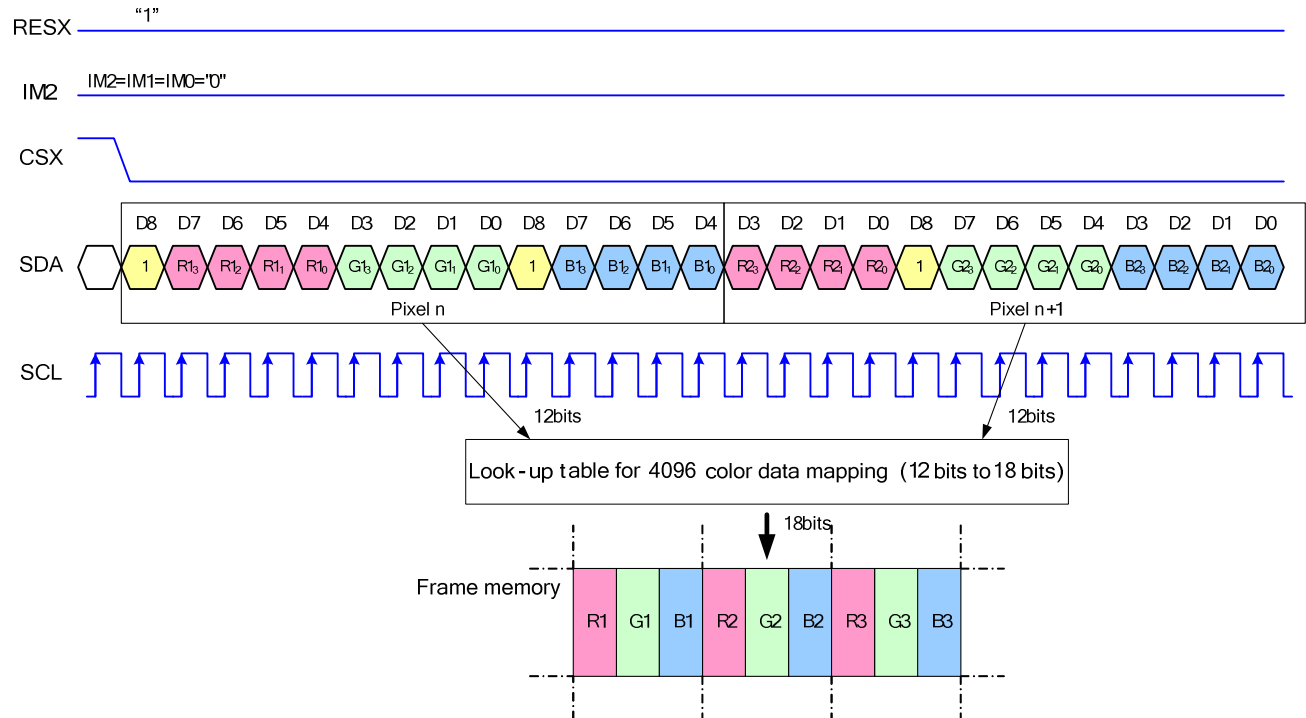 “1”
RESX
IM2=IM1=IM0="0"
IM2
CSX
D8 D7 D6 D5 D4 D3 D2 D1 D0 D8 D7 D6 D5 D4 D3 D2 D1 D0 D8 D7 D6 D5 D4 D3 D2 D1 D0
SDA 1 R1₃ R1₂ R1₁ R1₀ G1₃ G1₂ G1₁ G1₀ 1 B1₃ B1₂ B1₁ B1₀ R2₃ R2₂ R2₁ R2₀ 1 G2₃ G2₂ G2₁ G2₀ B2₃ B2₂ B2₁ B2₀
Pixel n Pixel n+1
SCL
12bits 12bits
Look-up table for 4096 color data mapping (12 bits to 18 bits)
18bits
Frame memory
R1 G1 B1 R2 G2 B2 R3 G3 B3